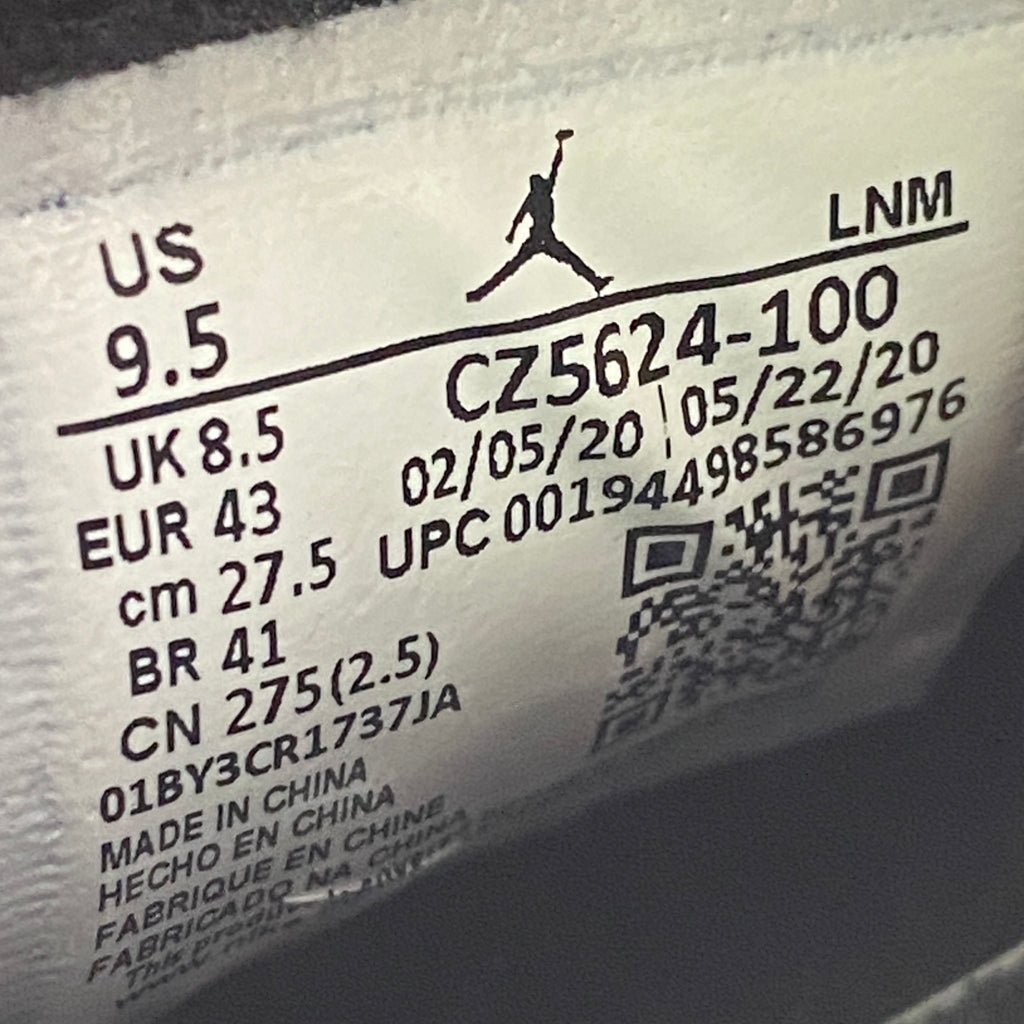 US
LNM
9.5
CZ5624-100
UK 8.5
02/05/20 05/22/20
EUR 43
UPC 00194498586976
cm 27.5
BR 41
CN 275(2.5)
01BY3CR1737JA
MADE IN CHINA
HECHO EN CHINA
FABRIQUE EN CHINE
FABRICADO NA CHINA
This